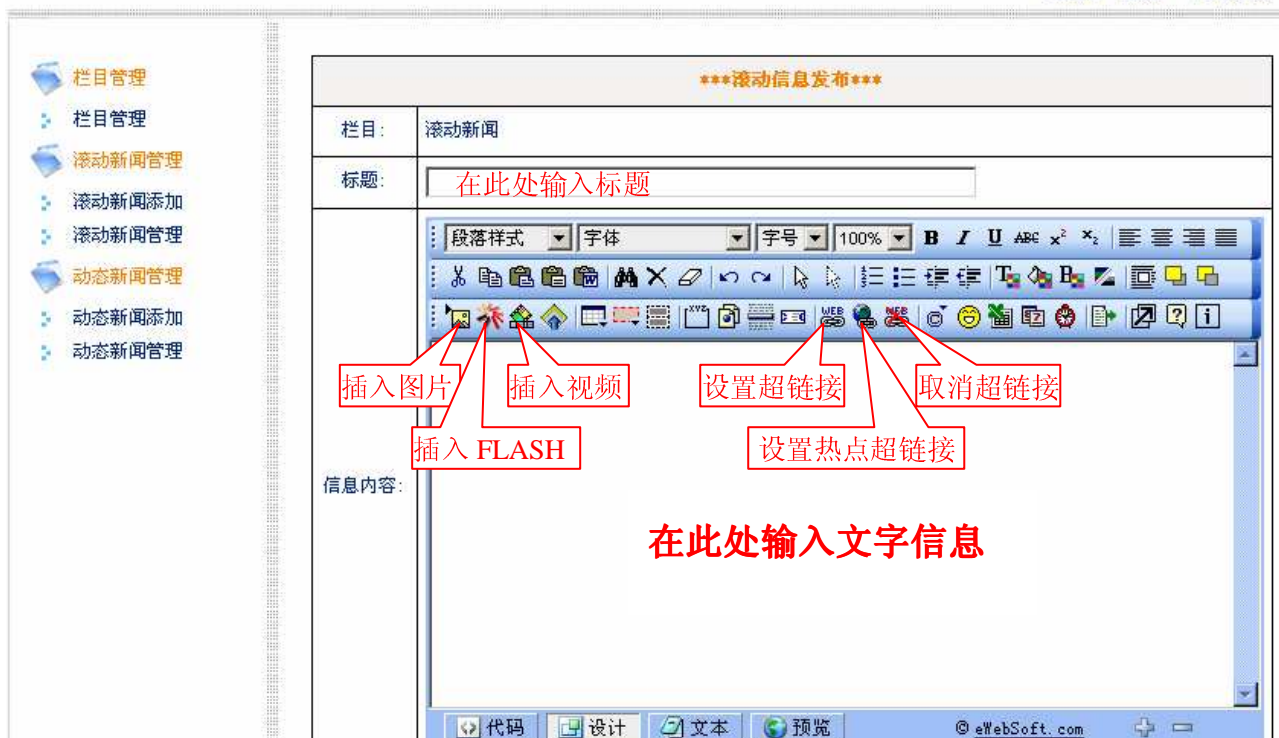 栏目管理
栏目管理
滚动新闻管理
滚动新闻添加
滚动新闻管理
动态新闻管理
动态新闻添加
动态新闻管理
***滚动信息发布***
栏目:
滚动新闻
标题:
在此处输入标题
信息内容:
段落样式 字体 字号 100% B I U ABC x² x₂
插入图片
插入视频
设置超链接
取消超链接
插入 FLASH
设置热点超链接
在此处输入文字信息
代码 设计 文本 预览 © eWebSoft.com